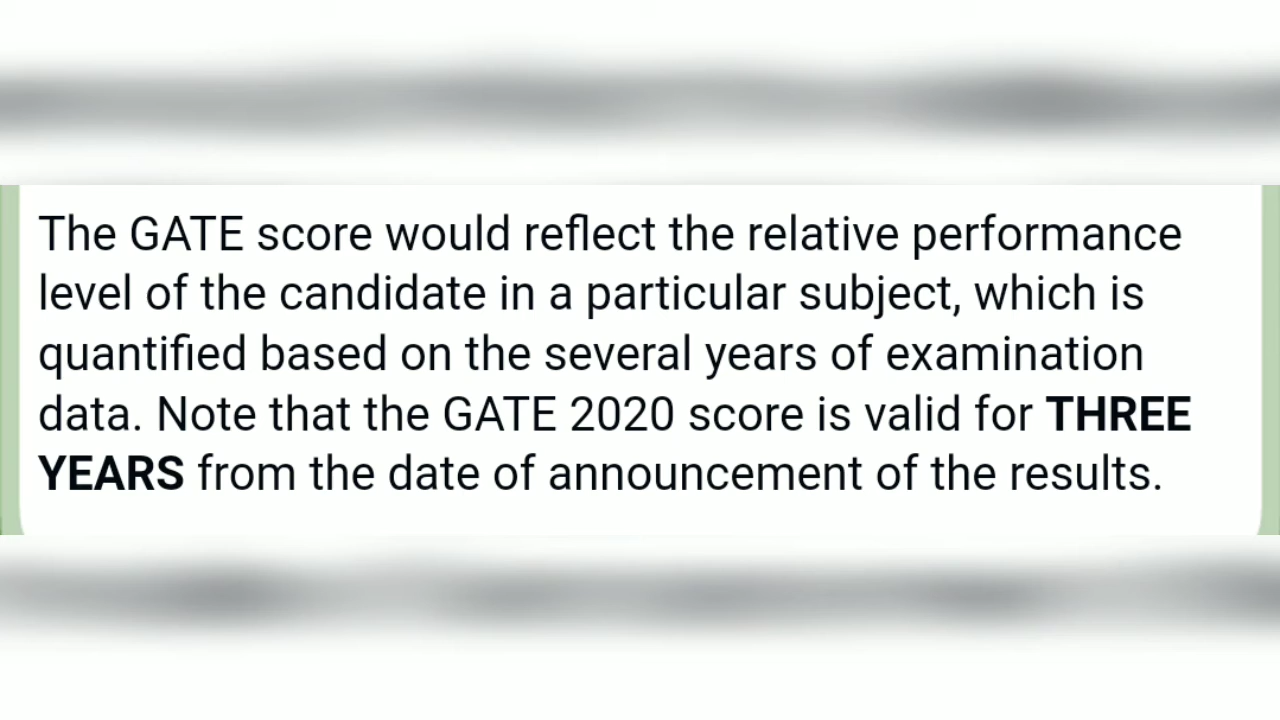 The GATE score would reflect the relative performance
level of the candidate in a particular subject, which is
quantified based on the several years of examination
data. Note that the GATE 2020 score is valid for THREE
YEARS from the date of announcement of the results.